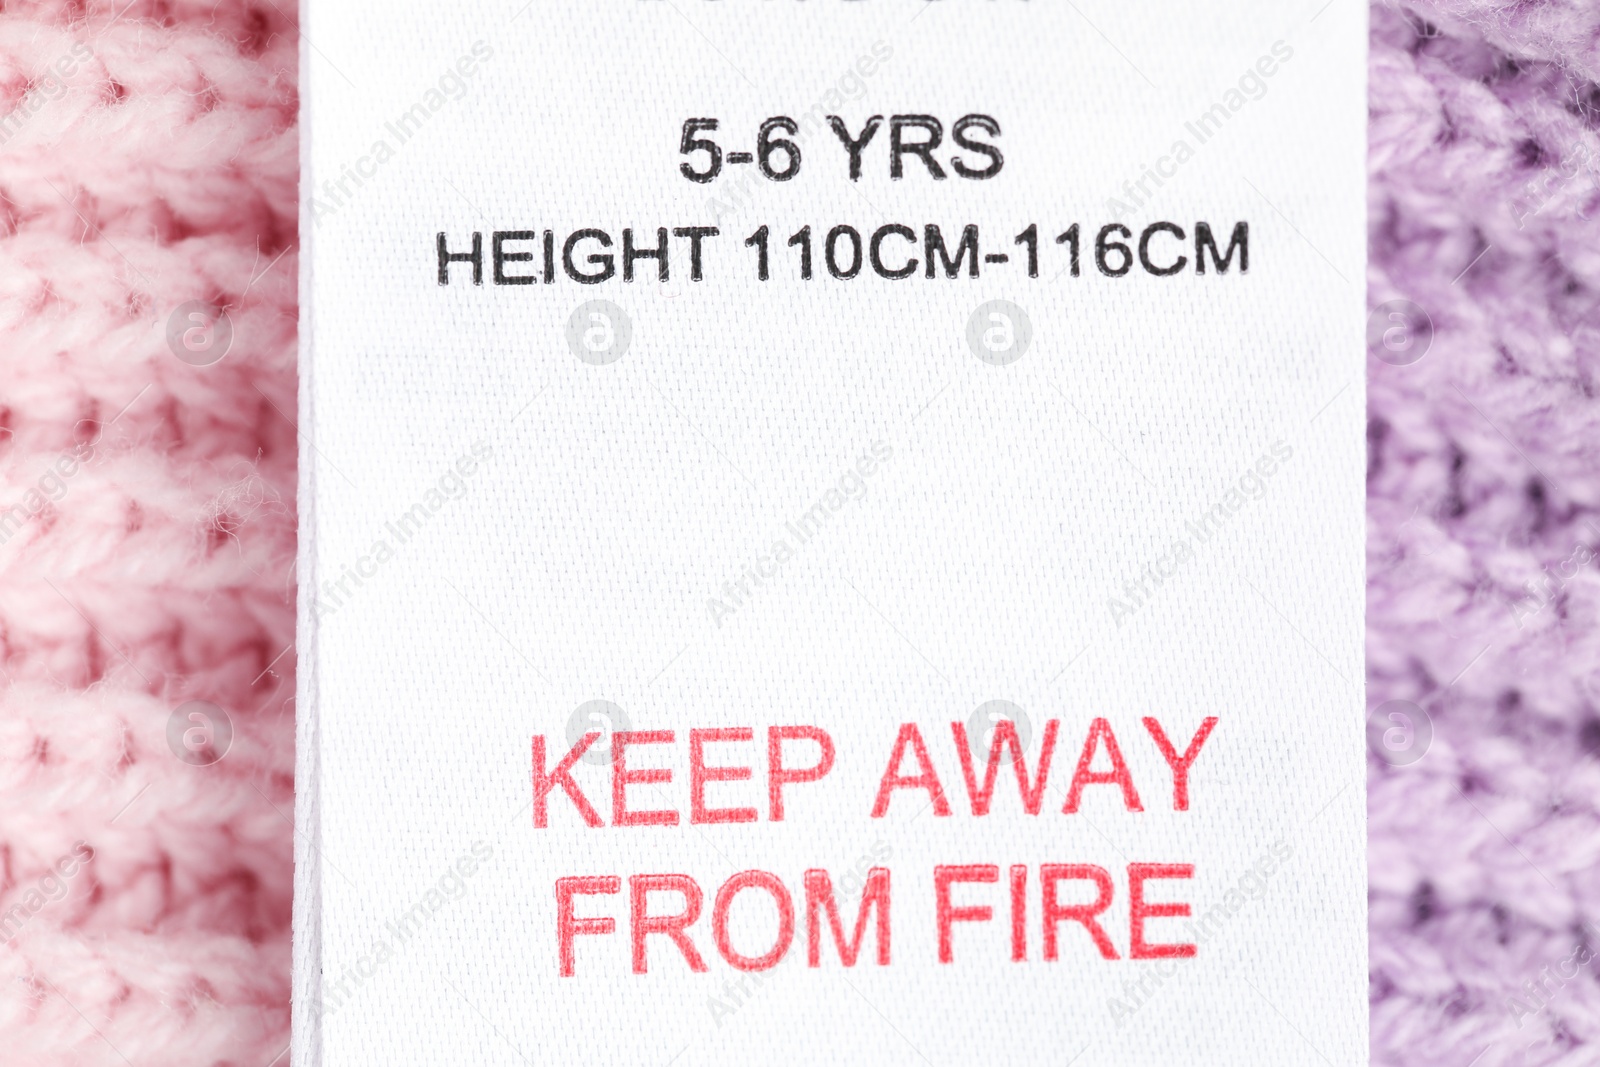 5-6 YRS
HEIGHT 110CM-116CM
KEEP AWAY
FROM FIRE